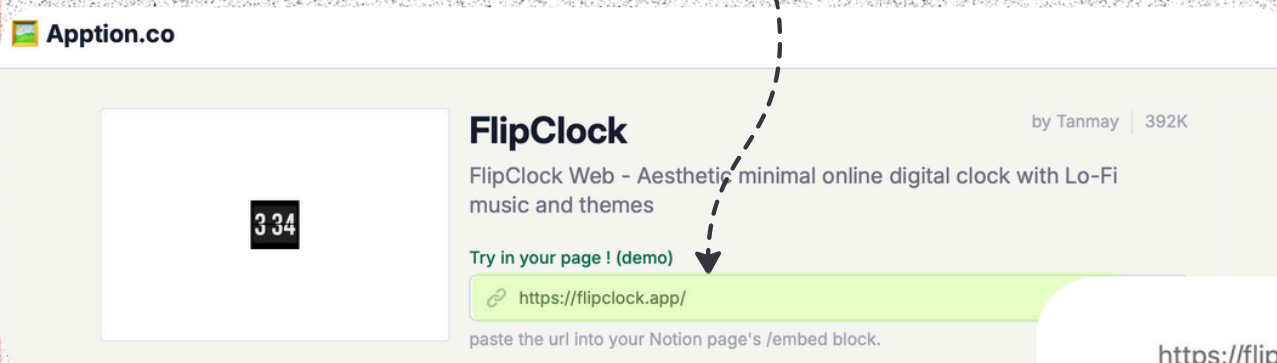 Apption.co
FlipClock
by Tanmay
392K
FlipClock Web - Aesthetic minimal online digital clock with Lo-Fi
music and themes
3 34
Try in your page ! (demo)
https://flipclock.app/
paste the url into your Notion page's /embed block.
https://flip